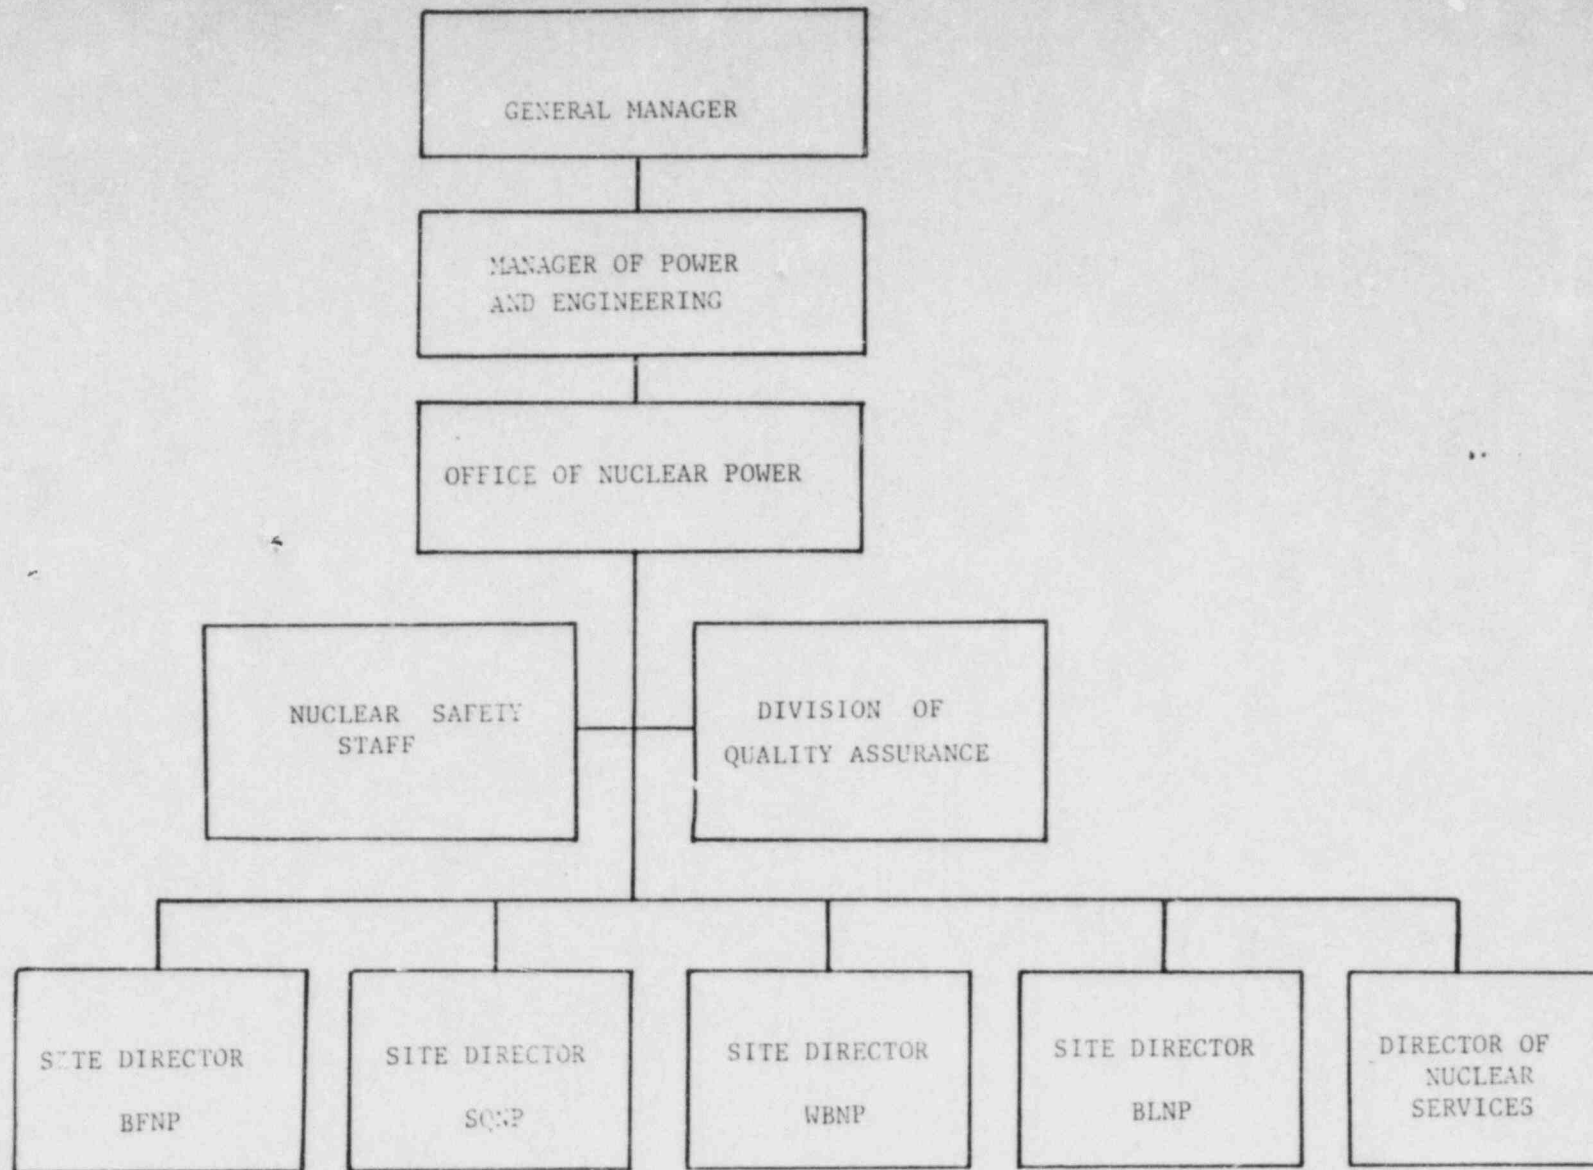 GENERAL MANAGER
MANAGER OF POWER
AND ENGINEERING
OFFICE OF NUCLEAR POWER
NUCLEAR SAFETY
STAFF
DIVISION OF
QUALITY ASSURANCE
SITE DIRECTOR
BFNP
SITE DIRECTOR
SQNP
SITE DIRECTOR
WBNP
SITE DIRECTOR
BLNP
DIRECTOR OF
NUCLEAR
SERVICES